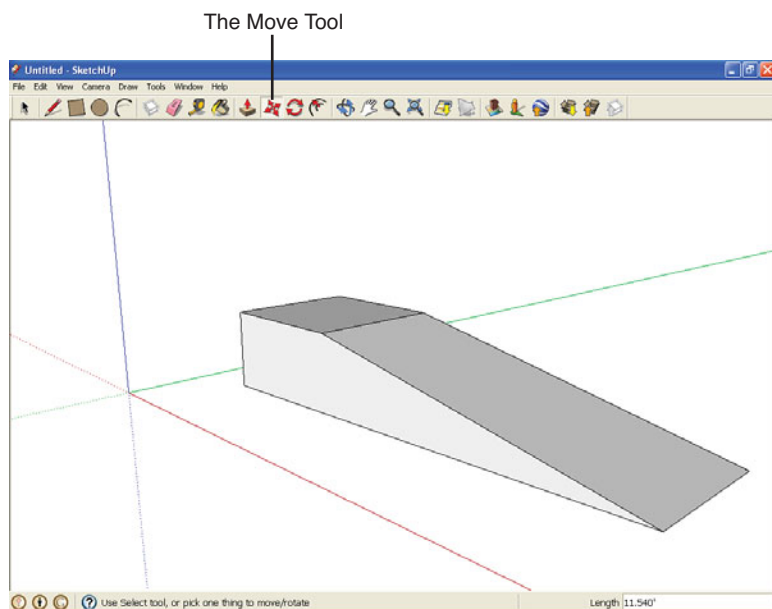 The Move Tool
Untitled - SketchUp
File Edit View Camera Draw Tools Window Help
Use Select tool, or pick one thing to move/rotate
Length 11.540'